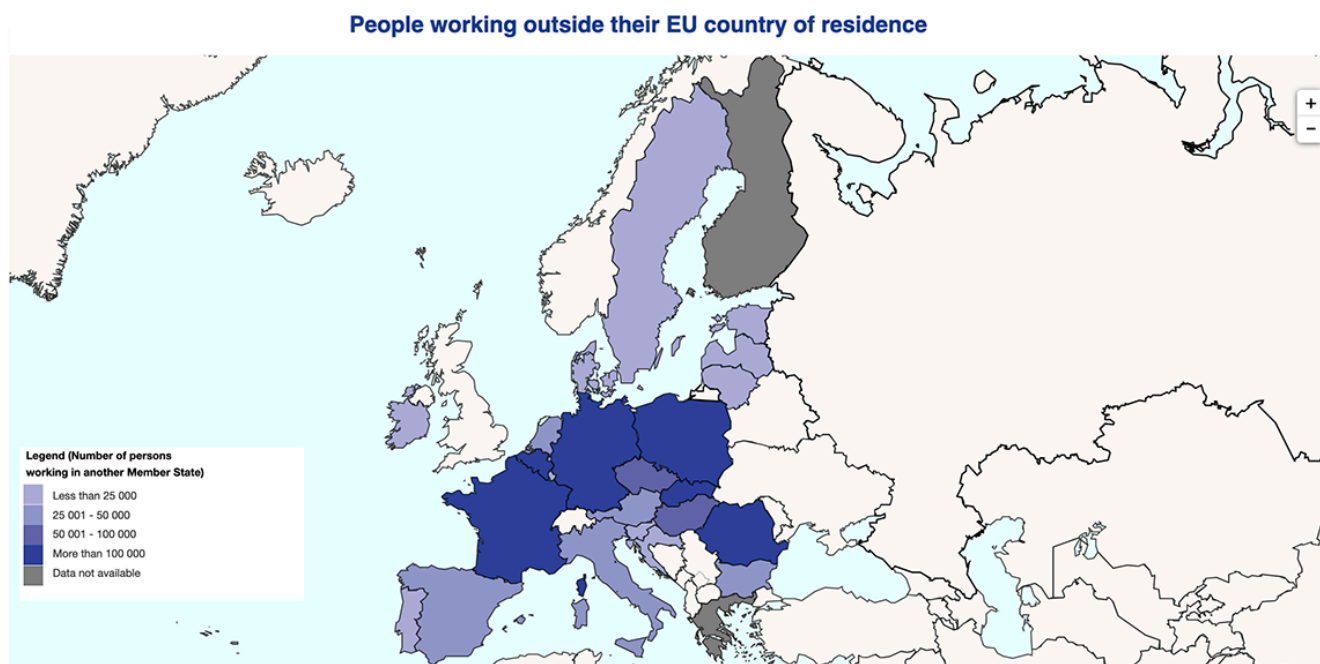 People working outside their EU country of residence
+
−
Legend (Number of persons
working in another Member State)
Less than 25 000
25 001 - 50 000
50 001 - 100 000
More than 100 000
Data not available